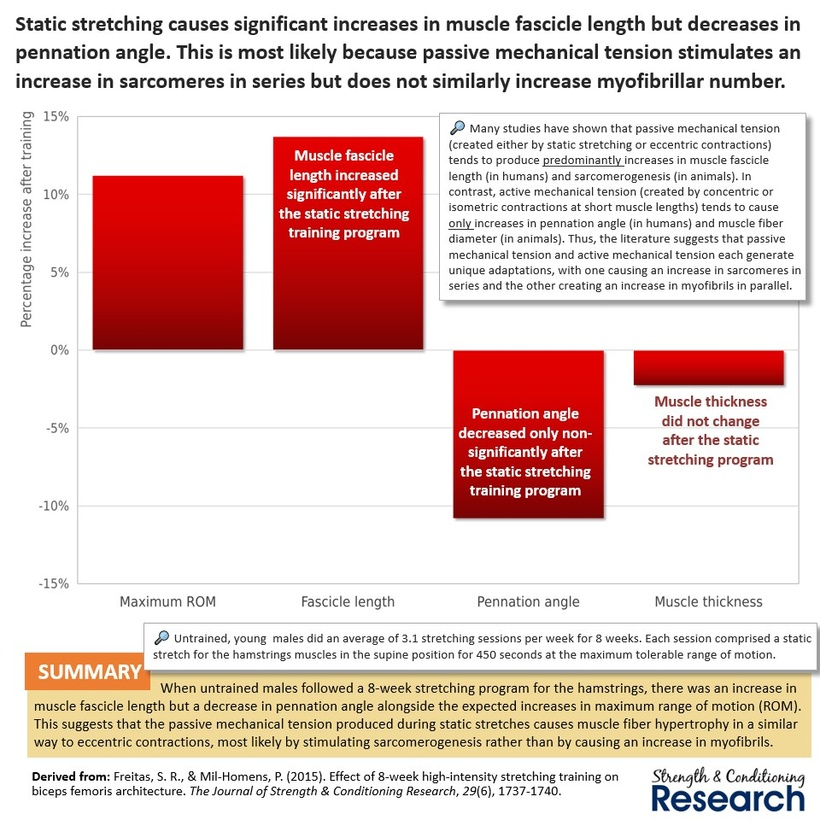 Static stretching causes significant increases in muscle fascicle length but decreases in
pennation angle. This is most likely because passive mechanical tension stimulates an
increase in sarcomeres in series but does not similarly increase myofibrillar number.
Percentage increase after training
15%
10%
5%
0%
-5%
-10%
-15%
Muscle fascicle
length increased
significantly after
the static stretching
training program
Many studies have shown that passive mechanical tension
(created either by static stretching or eccentric contractions)
tends to produce predominantly increases in muscle fascicle
length (in humans) and sarcomerogenesis (in animals). In
contrast, active mechanical tension (created by concentric or
isometric contractions at short muscle lengths) tends to cause
only increases in pennation angle (in humans) and muscle fiber
diameter (in animals). Thus, the literature suggests that passive
mechanical tension and active mechanical tension each generate
unique adaptations, with one causing an increase in sarcomeres in
series and the other creating an increase in myofibrils in parallel.
Pennation angle
decreased only non-
significantly after
the static stretching
training program
Muscle thickness
did not change
after the static
stretching program
Maximum ROM
Fascicle length
Pennation angle
Muscle thickness
Untrained, young males did an average of 3.1 stretching sessions per week for 8 weeks. Each session comprised a static
stretch for the hamstrings muscles in the supine position for 450 seconds at the maximum tolerable range of motion.
SUMMARY
When untrained males followed a 8-week stretching program for the hamstrings, there was an increase in
muscle fascicle length but a decrease in pennation angle alongside the expected increases in maximum range of motion (ROM).
This suggests that the passive mechanical tension produced during static stretches causes muscle fiber hypertrophy in a similar
way to eccentric contractions, most likely by stimulating sarcomerogenesis rather than by causing an increase in myofibrils.
Derived from: Freitas, S. R., & Mil-Homens, P. (2015). Effect of 8-week high-intensity stretching training on
biceps femoris architecture. The Journal of Strength & Conditioning Research, 29(6), 1737-1740.
Strength & Conditioning
Research